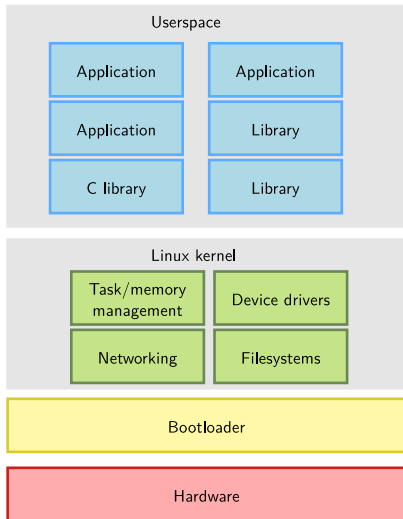 Userspace
Application
Application
Application
Library
C library
Library
Linux kernel
Task/memory
management
Device drivers
Networking
Filesystems
Bootloader
Hardware